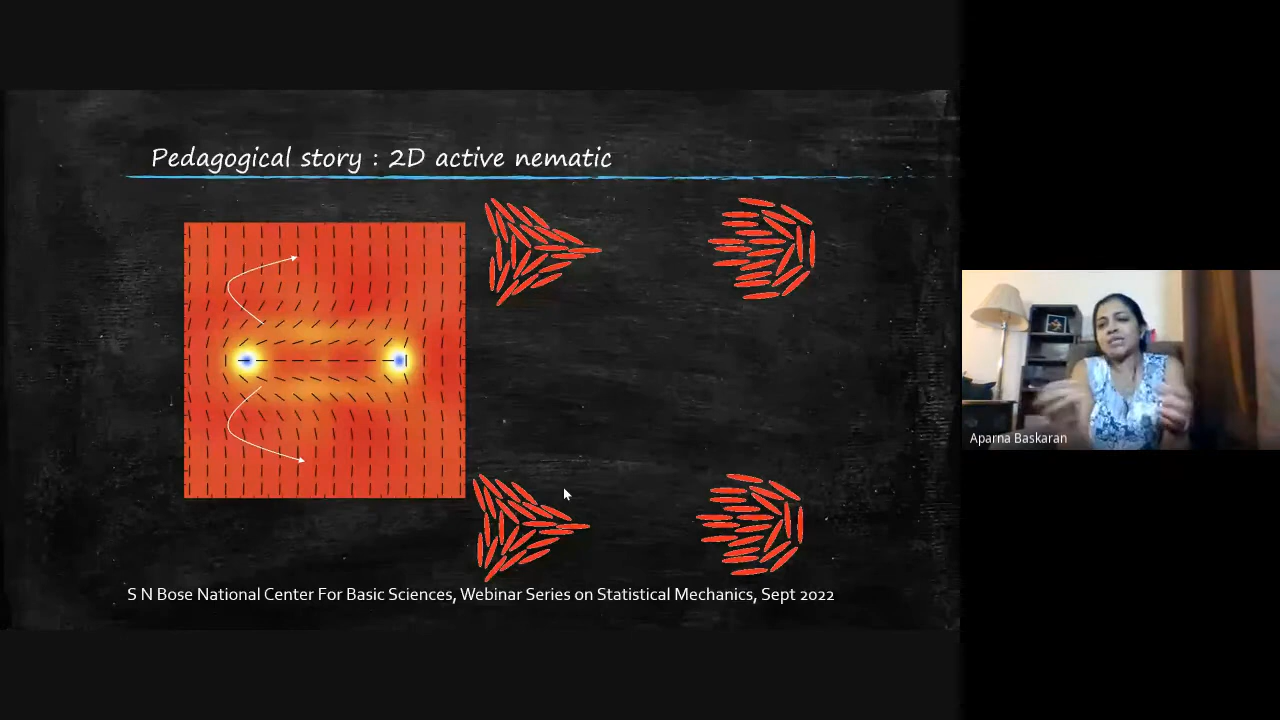 Pedagogical story : 2D active nematic
Aparna Baskaran
S N Bose National Center For Basic Sciences, Webinar Series on Statistical Mechanics, Sept 2022